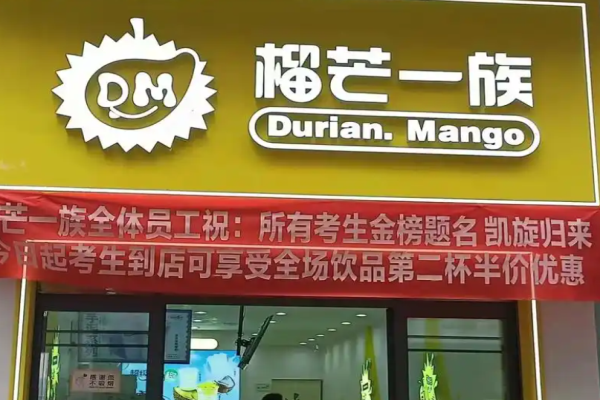 DM
榴芒一族
Durian. Mango
芒一族全体员工祝：所有考生金榜题名 凯旋归来
今日起考生到店可享受全场饮品第二杯半价优惠